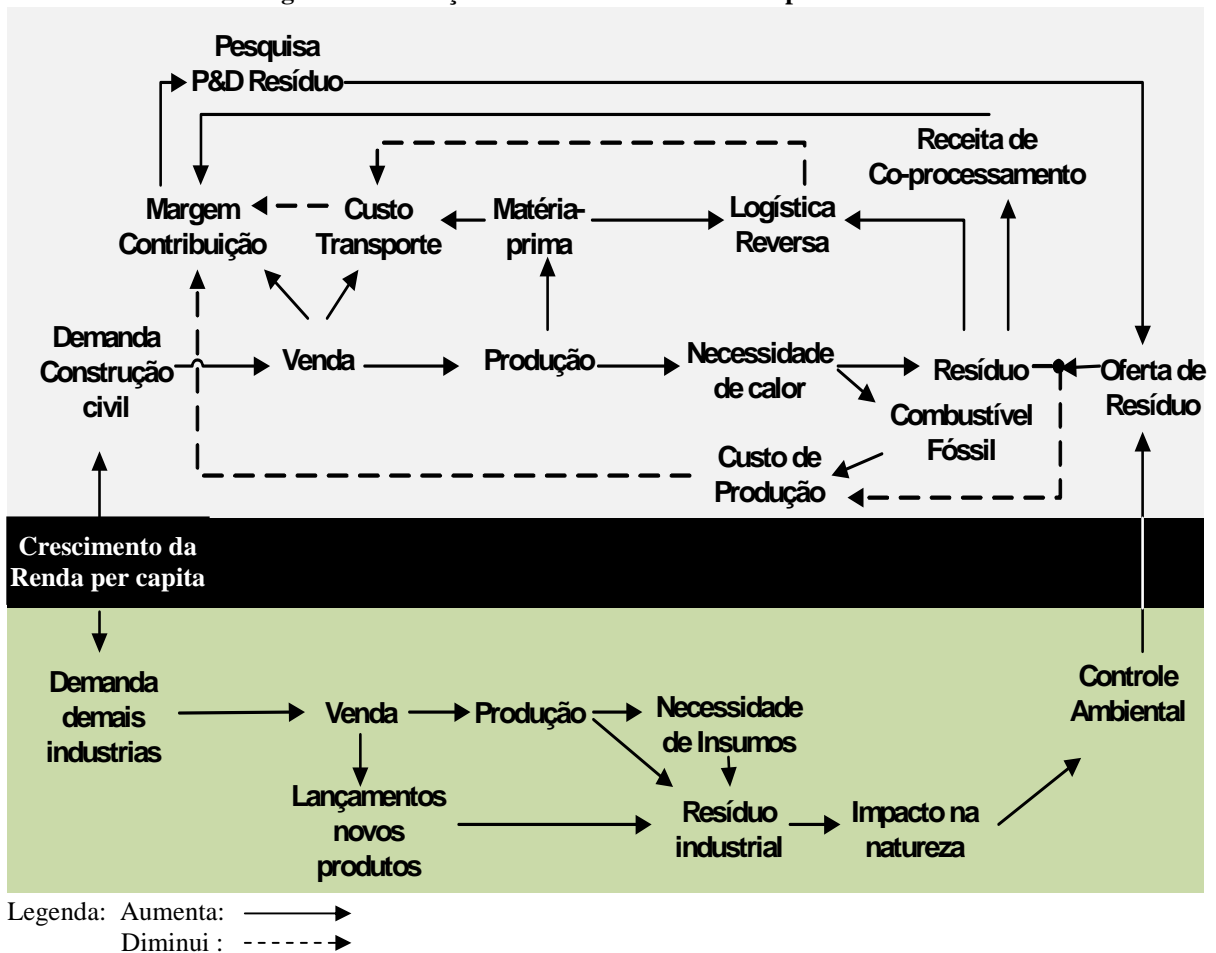 Pesquisa
P&D Resíduo
Receita de
Co-processamento
Margem
Contribuição
Custo
Transporte
Matéria-
prima
Logística
Reversa
Demanda
Construção
civil
Venda
Produção
Necessidade
de calor
Resíduo
Oferta de
Resíduo
Combustível
Fóssil
Custo de
Produção
Crescimento da
Renda per capita
Demanda
demais
industrias
Venda
Produção
Necessidade
de Insumos
Controle
Ambiental
Lançamentos
novos
produtos
Resíduo
industrial
Impacto na
natureza
Legenda: Aumenta:
Diminui :